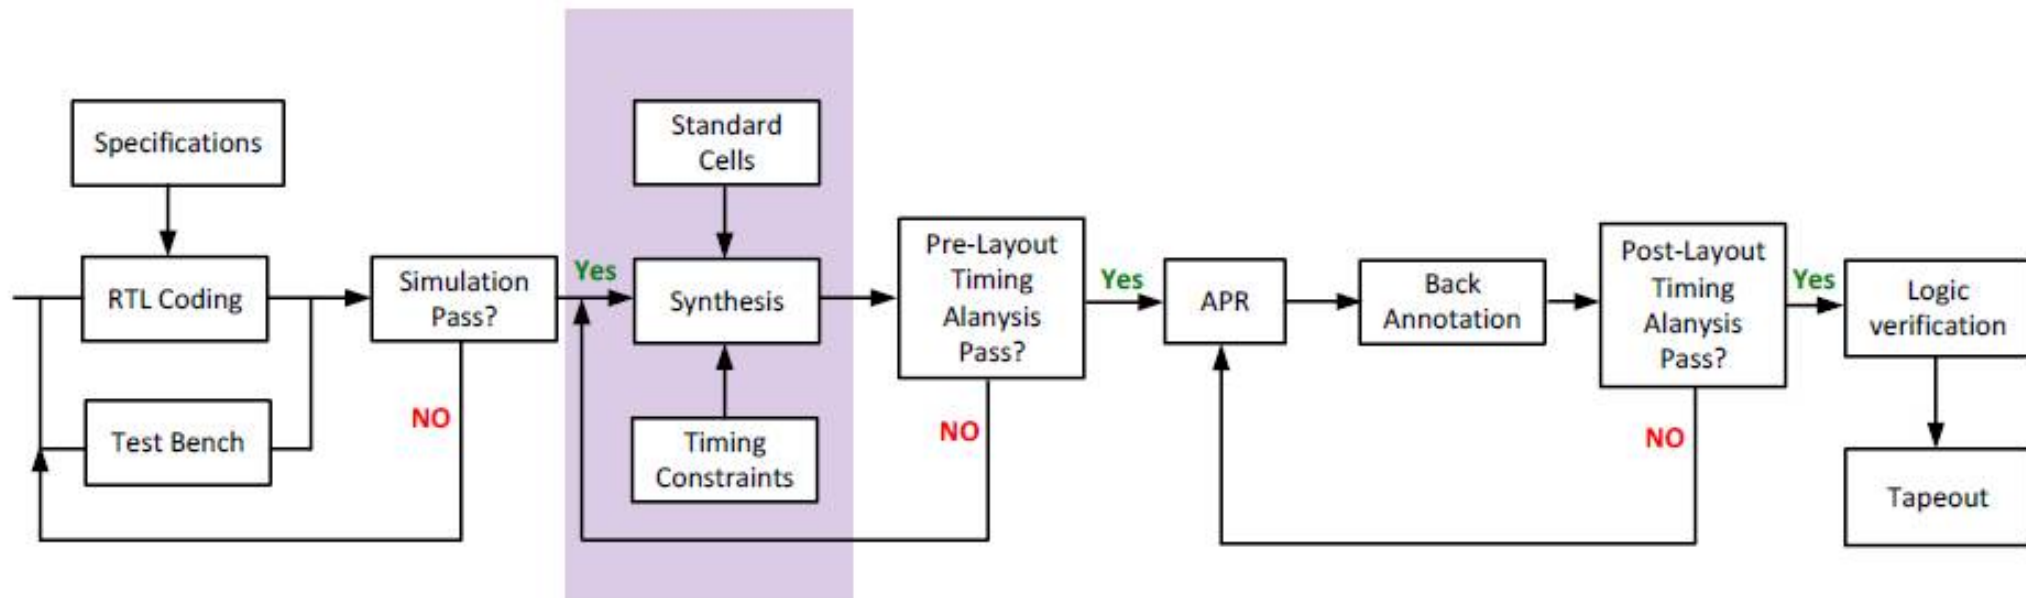 Specifications
RTL Coding
Test Bench
Simulation
Pass?
NO
Yes
Standard
Cells
Synthesis
Timing
Constraints
Pre-Layout
Timing
Alanysis
Pass?
NO
Yes
APR
Back
Annotation
Post-Layout
Timing
Alanysis
Pass?
NO
Yes
Logic
verification
Tapeout